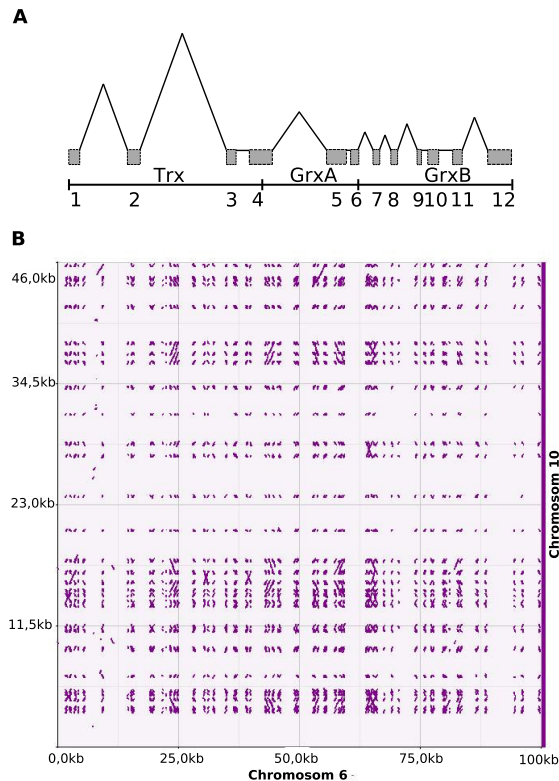 A
Trx GrxA GrxB
1 2 3 4 5 6 7 8 9 10 11 12
B
46,0kb
34,5kb
23,0kb
11,5kb
Chromosom 10
0,0kb 25,0kb 50,0kb 75,0kb 100kb
Chromosom 6